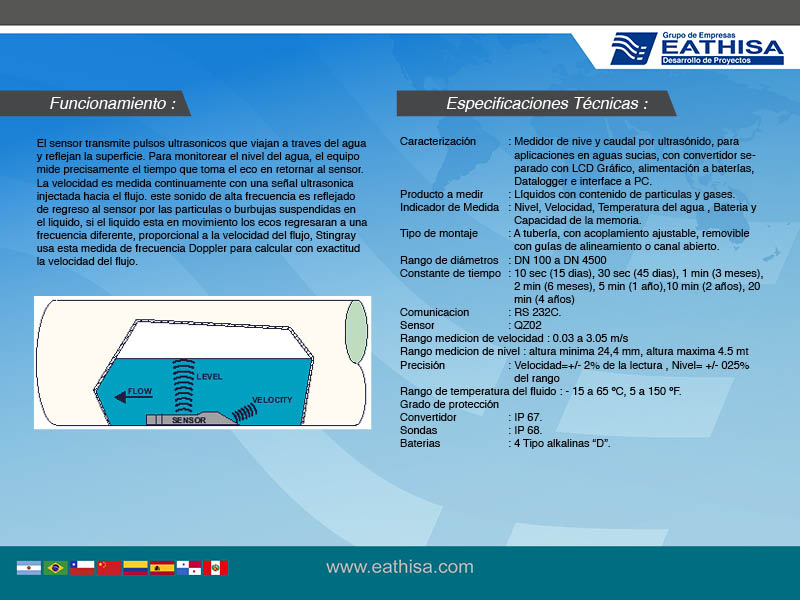 Grupo de Empresas
EATHISA
Desarrollo de Proyectos
Funcionamiento :
El sensor transmite pulsos ultrasonicos que viajan a traves del agua
y reflejan la superficie. Para monitorear el nivel del agua, el equipo
mide precisamente el tiempo que toma el eco en retornar al sensor.
La velocidad es medida continuamente con una señal ultrasonica
injectada hacia el flujo. este sonido de alta frecuencia es reflejado
de regreso al sensor por las particulas o burbujas suspendidas en
el liquido, si el liquido esta en movimiento los ecos regresaran a una
frecuencia diferente, proporcional a la velocidad del flujo, Stingray
usa esta medida de frecuencia Doppler para calcular con exactitud
la velocidad del flujo.
LEVEL
FLOW
VELOCITY
SENSOR
Especificaciones Técnicas :
Caracterización : Medidor de nive y caudal por ultrasónido, para
aplicaciones en aguas sucias, con convertidor se-
parado con LCD Gráfico, alimentación a baterías,
Datalogger e interface a PC.
Producto a medir : Líquidos con contenido de particulas y gases.
Indicador de Medida : Nivel, Velocidad, Temperatura del agua , Bateria y
Capacidad de la memoria.
Tipo de montaje : A tubería, con acoplamiento ajustable, removible
con guías de alineamiento o canal abierto.
Rango de diámetros : DN 100 a DN 4500
Constante de tiempo : 10 sec (15 dias), 30 sec (45 dias), 1 min (3 meses),
2 min (6 meses), 5 min (1 año),10 min (2 años), 20
min (4 años)
Comunicacion : RS 232C.
Sensor : QZ02
Rango medicion de velocidad : 0.03 a 3.05 m/s
Rango medicion de nivel : altura minima 24,4 mm, altura maxima 4.5 mt
Precisión : Velocidad=+/- 2% de la lectura , Nivel= +/- 025%
del rango
Rango de temperatura del fluido : - 15 a 65 ºC, 5 a 150 ºF.
Grado de protección
Convertidor : IP 67.
Sondas : IP 68.
Baterias : 4 Tipo alkalinas “D”.
www.eathisa.com